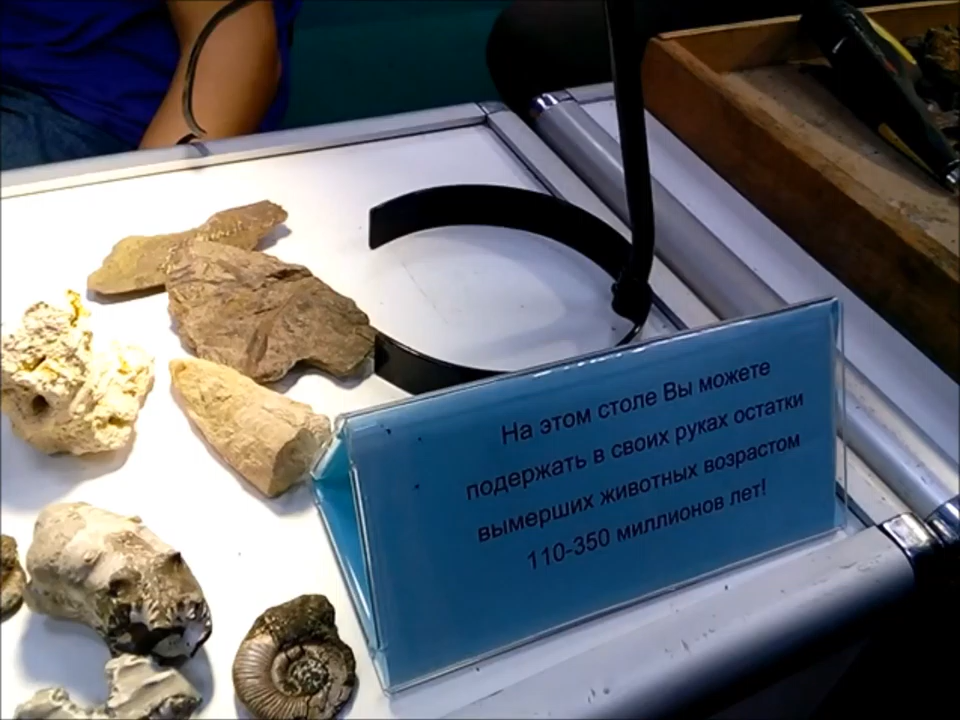 На этом столе Вы можете
подержать в своих руках остатки
вымерших животных возрастом
110-350 миллионов лет!